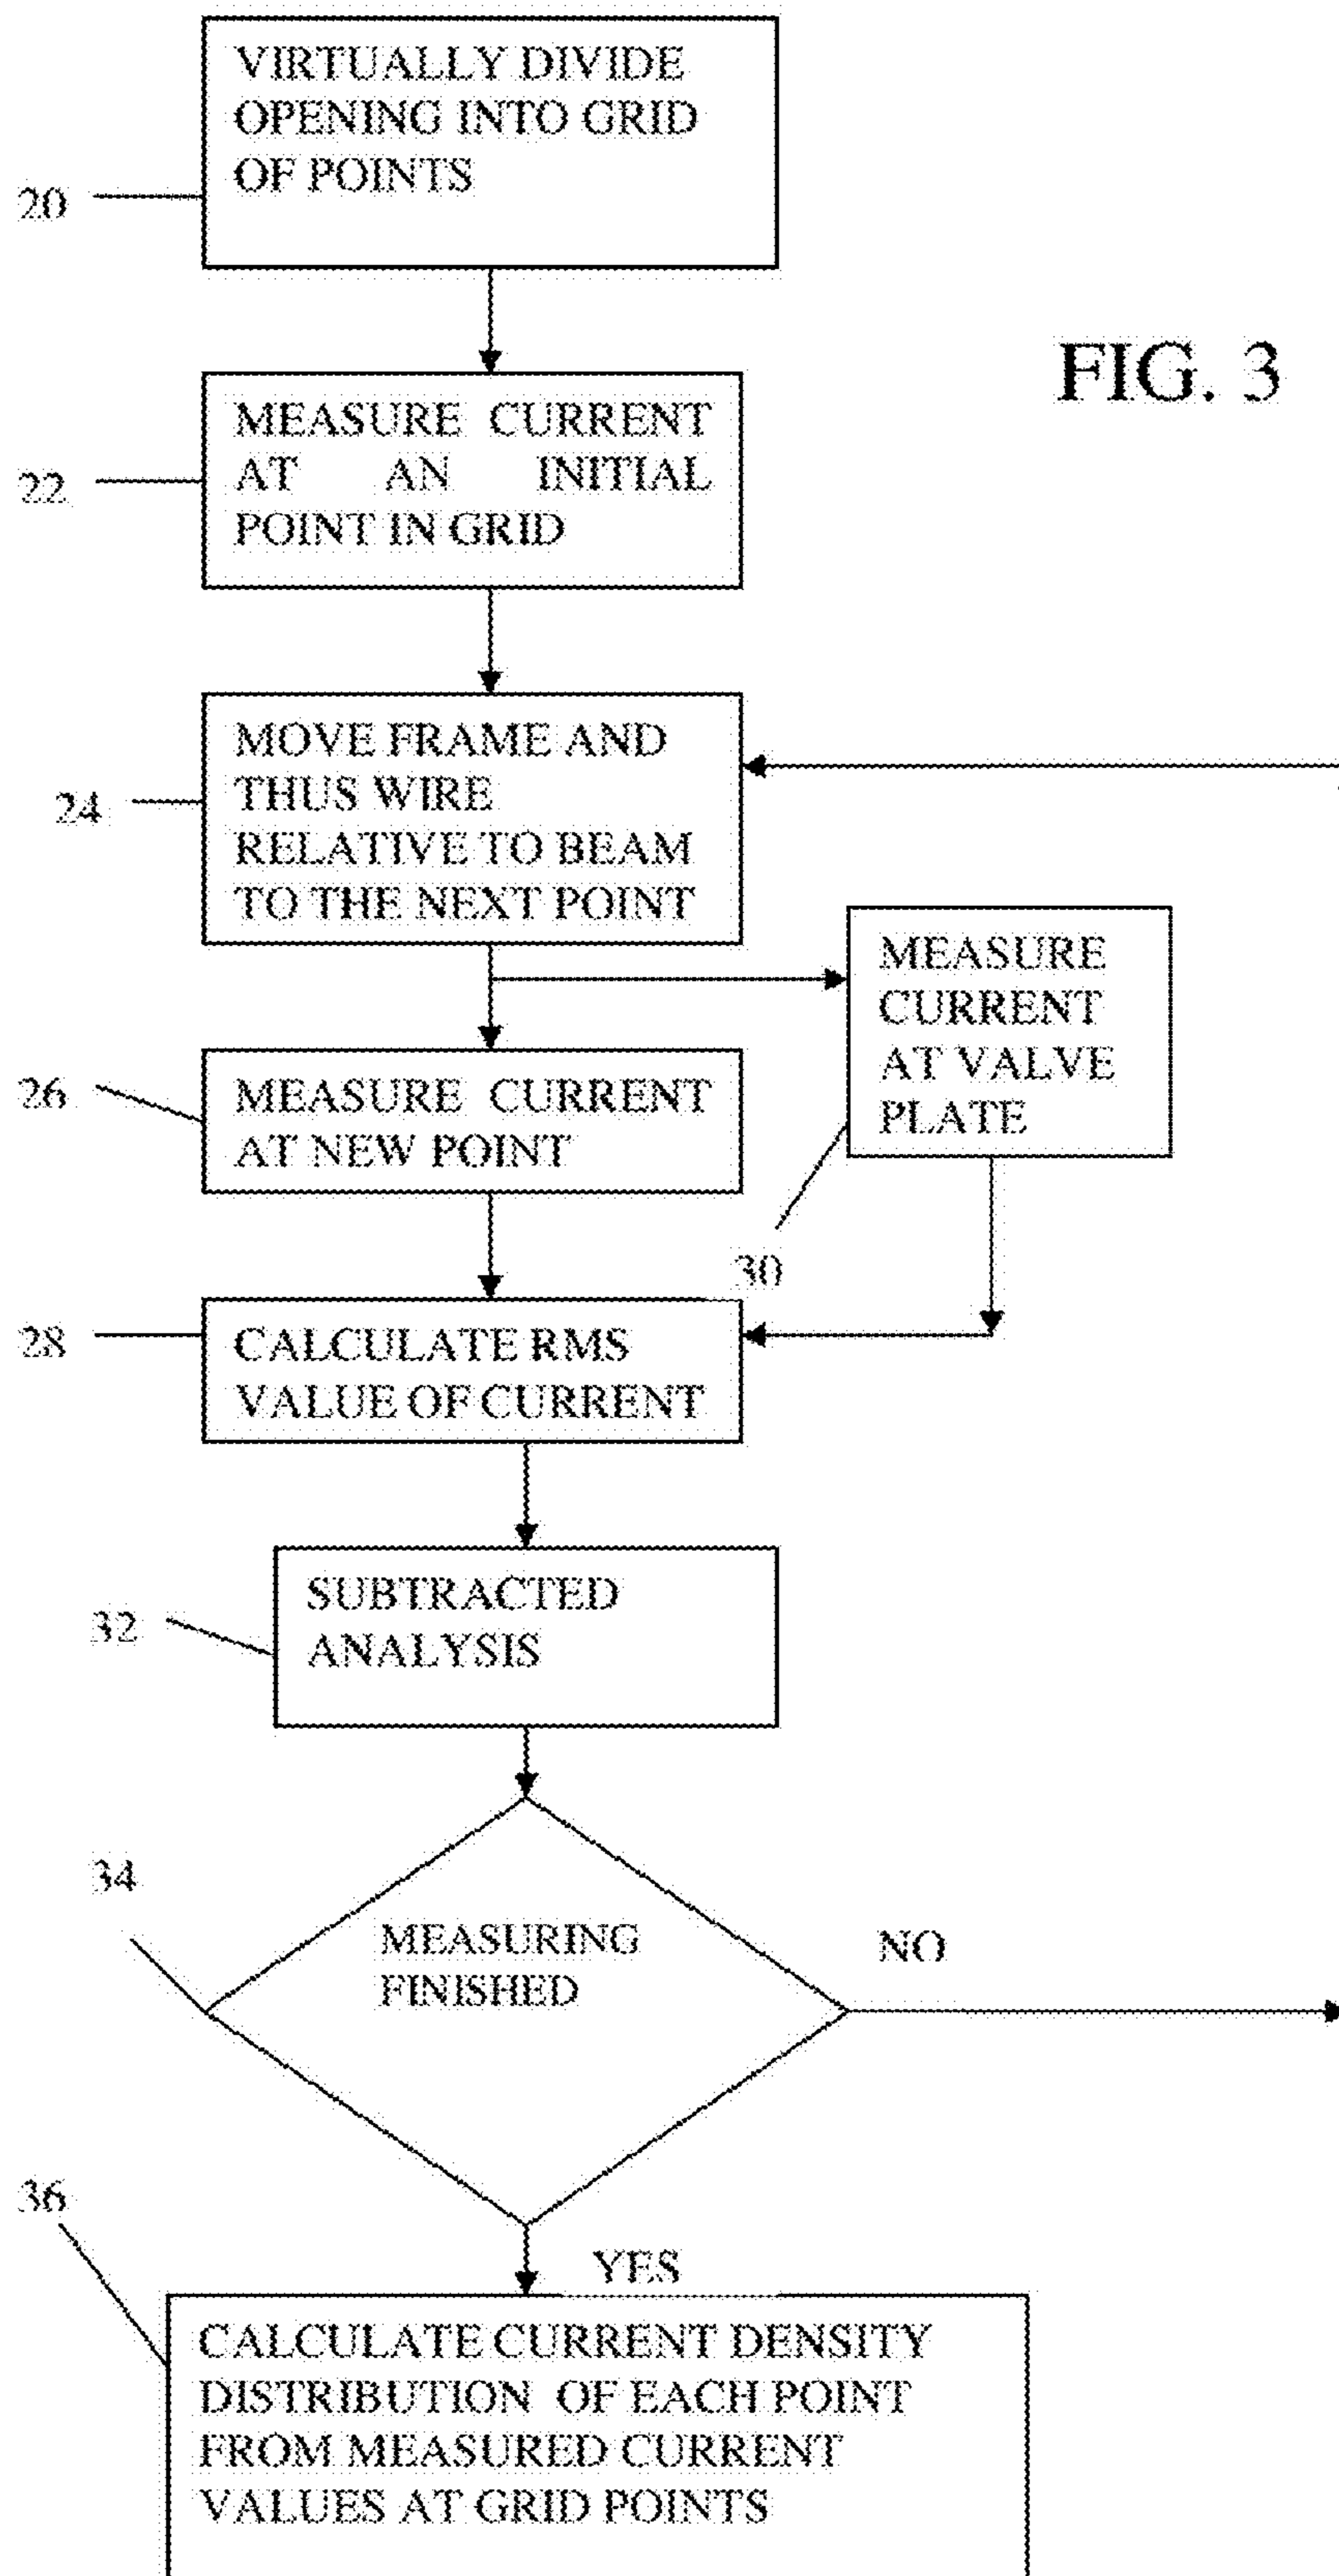 VIRTUALLY DIVIDE
OPENING INTO GRID
OF POINTS
20
FIG. 3
MEASURE CURRENT
AT AN INITIAL
POINT IN GRID
22
MOVE FRAME AND
THUS WIRE
RELATIVE TO BEAM
TO THE NEXT POINT
24
MEASURE
CURRENT
AT VALVE
PLATE
MEASURE CURRENT
AT NEW POINT
26
30
CALCULATE RMS
VALUE OF CURRENT
28
SUBTRACTED
ANALYSIS
32
34
MEASURING
FINISHED
NO
36
YES
CALCULATE CURRENT DENSITY
DISTRIBUTION OF EACH POINT
FROM MEASURED CURRENT
VALUES AT GRID POINTS